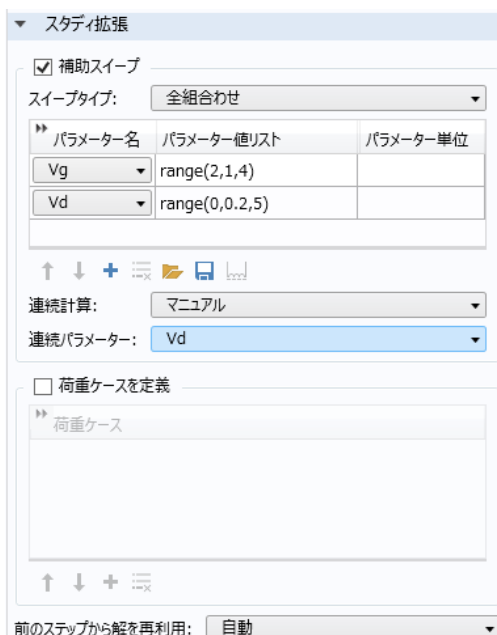 スタディ拡張
補助スイープ
スイープタイプ: 全組合わせ
パラメーター名 パラメーター値リスト パラメーター単位
Vg range(2,1,4)
Vd range(0,0.2,5)
連続計算: マニュアル
連続パラメーター: Vd
荷重ケースを定義
荷重ケース
前のステップから解を再利用: 自動